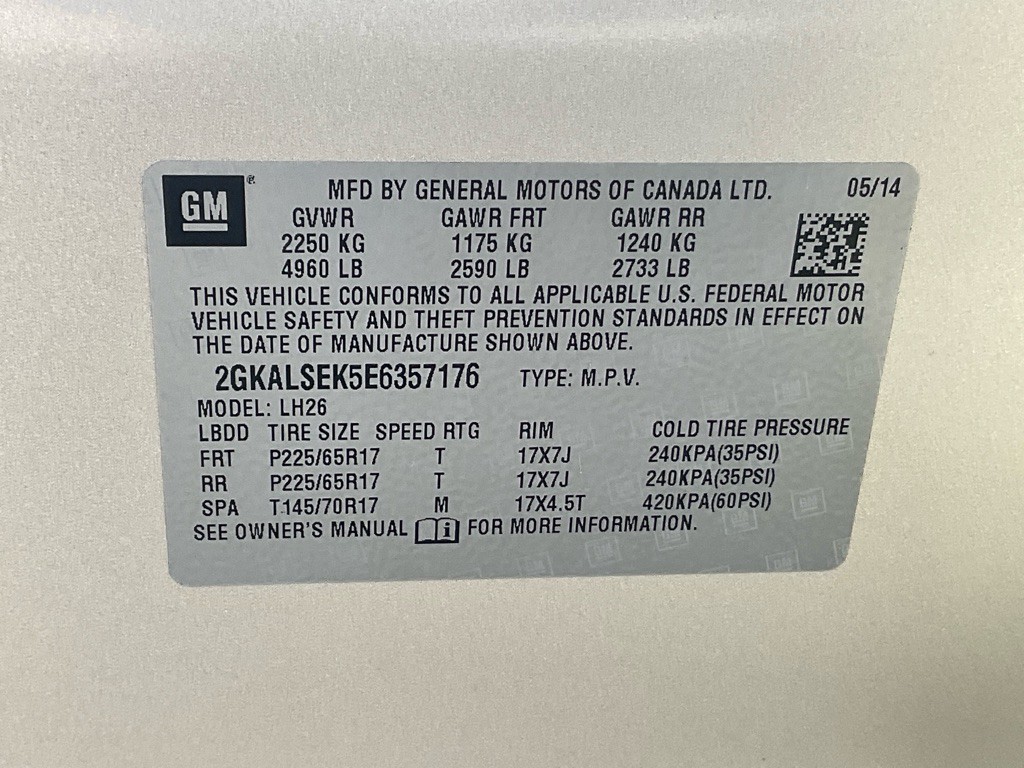 GM ® MFD BY GENERAL MOTORS OF CANADA LTD. 05/14
GVWR GAWR FRT GAWR RR
2250 KG 1175 KG 1240 KG
4960 LB 2590 LB 2733 LB
THIS VEHICLE CONFORMS TO ALL APPLICABLE U.S. FEDERAL MOTOR
VEHICLE SAFETY AND THEFT PREVENTION STANDARDS IN EFFECT ON
THE DATE OF MANUFACTURE SHOWN ABOVE.
2GKALSEK5E6357176 TYPE: M.P.V.
MODEL: LH26
LBDD TIRE SIZE SPEED RTG RIM COLD TIRE PRESSURE
FRT P225/65R17 T 17X7J 240KPA(35PSI)
RR P225/65R17 T 17X7J 240KPA(35PSI)
SPA T145/70R17 M 17X4.5T 420KPA(60PSI)
SEE OWNER'S MANUAL i FOR MORE INFORMATION.